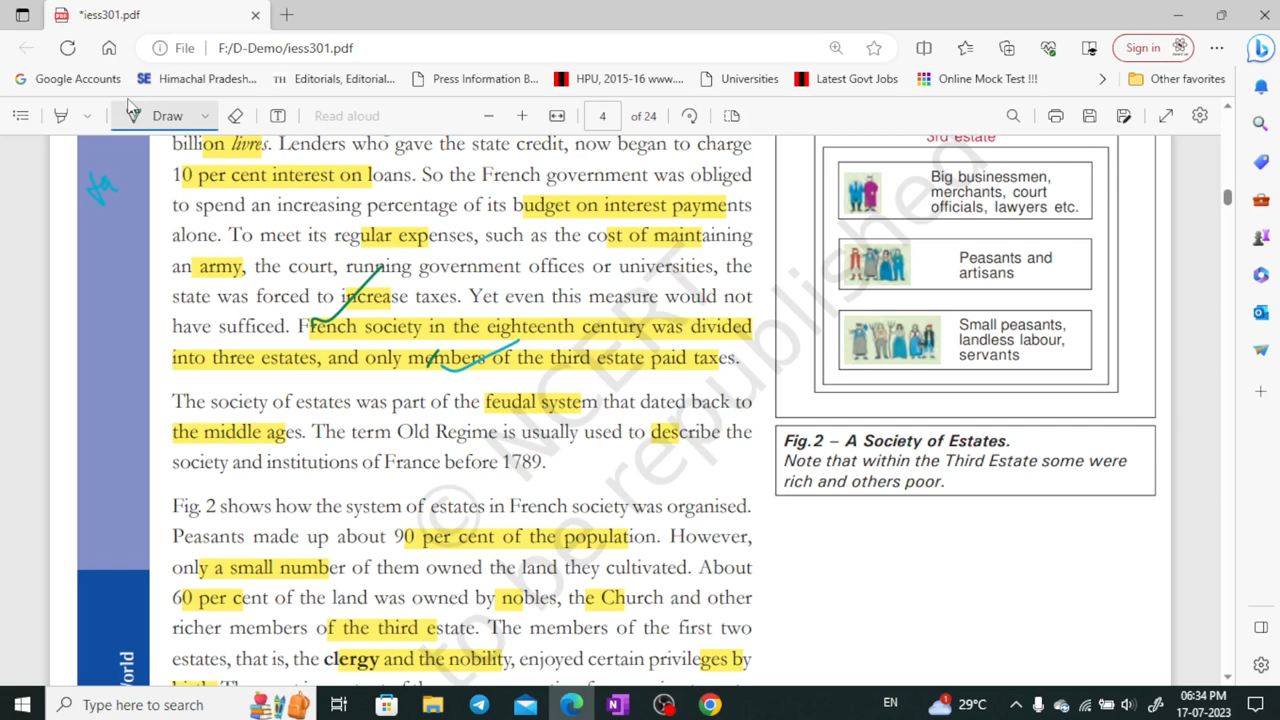 *iess301.pdf
File
F:/D-Demo/iess301.pdf
Sign in
Google Accounts
SE
Himachal Pradesh...
TH
Editorials, Editorial...
Press Information B...
HPU, 2015-16 www....
Universities
Latest Govt Jobs
Online Mock Test !!!
Other favorites
Draw
Read aloud
4
of 24
billion livres. Lenders who gave the state credit, now began to charge
10 per cent interest on loans. So the French government was obliged
to spend an increasing percentage of its budget on interest payments
alone. To meet its regular expenses, such as the cost of maintaining
an army, the court, running government offices or universities, the
state was forced to increase taxes. Yet even this measure would not
have sufficed. French society in the eighteenth century was divided
into three estates, and only members of the third estate paid taxes.
The society of estates was part of the feudal system that dated back to
the middle ages. The term Old Regime is usually used to describe the
society and institutions of France before 1789.
Fig. 2 shows how the system of estates in French society was organised.
Peasants made up about 90 per cent of the population. However,
only a small number of them owned the land they cultivated. About
60 per cent of the land was owned by nobles, the Church and other
richer members of the third estate. The members of the first two
estates, that is, the clergy and the nobility, enjoyed certain privileges by
3rd estate
Big businessmen,
merchants, court
officials, lawyers etc.
Peasants and
artisans
Small peasants,
landless labour,
servants
Fig.2 – A Society of Estates.
Note that within the Third Estate some were
rich and others poor.
© NCERT
to be republished
World
Type here to search
EN
1
29°C
06:34 PM
17-07-2023